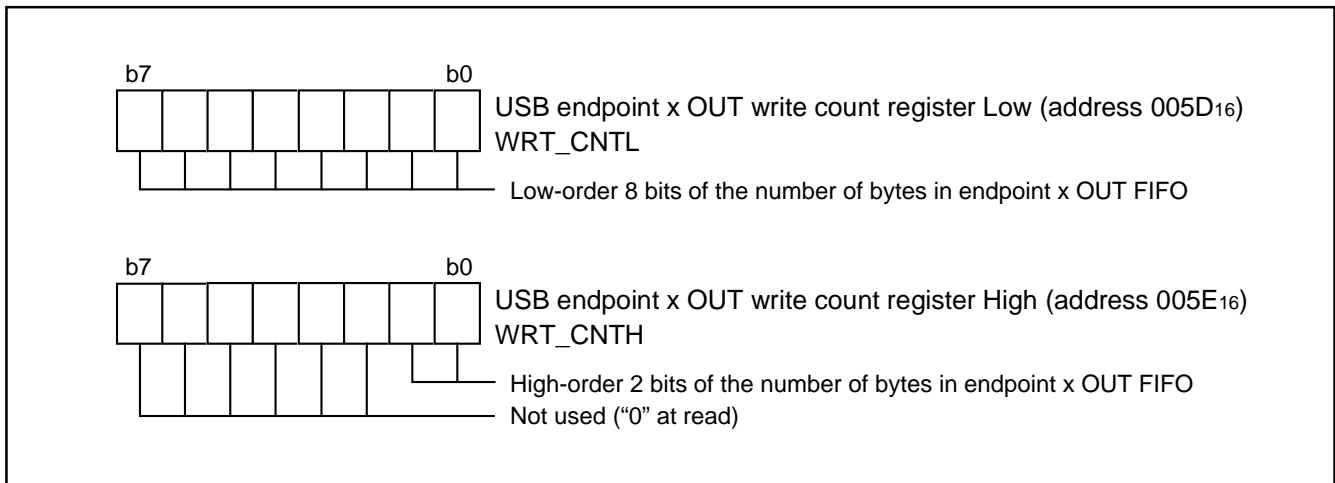 b7 b0
USB endpoint x OUT write count register Low (address 005D16)
WRT_CNTL
Low-order 8 bits of the number of bytes in endpoint x OUT FIFO
b7 b0
USB endpoint x OUT write count register High (address 005E16)
WRT_CNTH
High-order 2 bits of the number of bytes in endpoint x OUT FIFO
Not used (“0” at read)